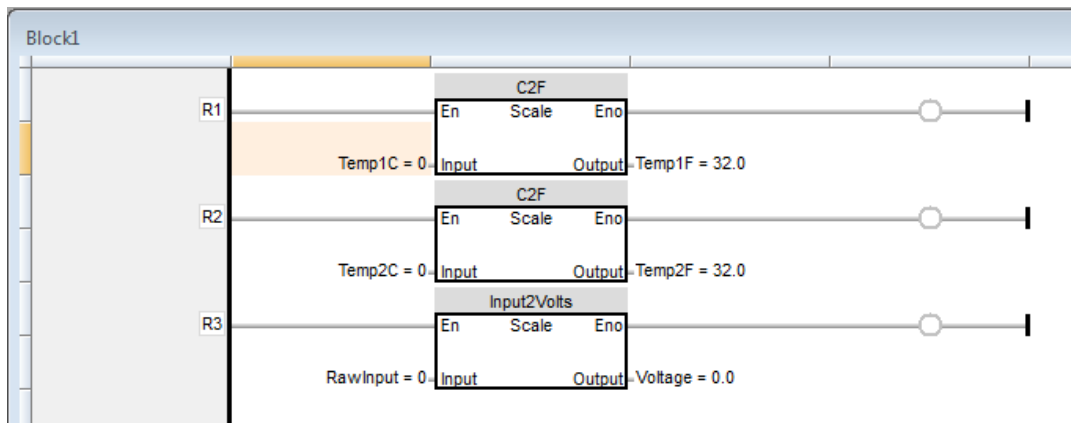 Block1
C2F
R1 En Scale Eno
Temp1C = 0 Input Output Temp1F = 32.0
C2F
R2 En Scale Eno
Temp2C = 0 Input Output Temp2F = 32.0
Input2Volts
R3 En Scale Eno
RawInput = 0 Input Output Voltage = 0.0